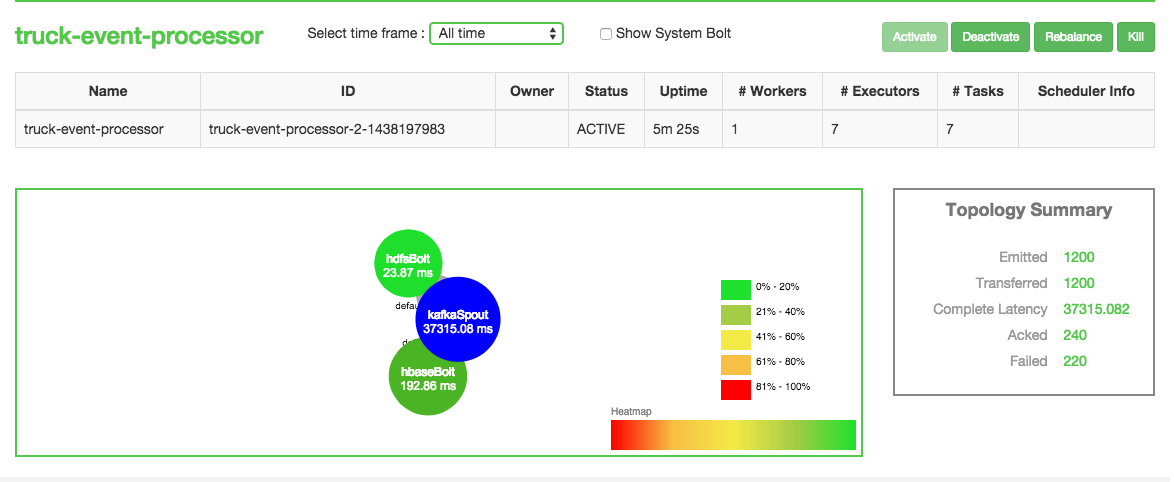 truck-event-processor Select time frame : All time Show System Bolt Activate Deactivate Rebalance Kill
Name ID Owner Status Uptime # Workers # Executors # Tasks Scheduler Info
truck-event-processor truck-event-processor-2-1438197983 ACTIVE 5m 25s 1 7 7
hdfsBolt
23.87 ms
defau
kafkaSpout
37315.08 ms
de
hbaseBolt
192.86 ms
0% - 20%
21% - 40%
41% - 60%
61% - 80%
81% - 100%
Heatmap
Topology Summary
Emitted 1200
Transferred 1200
Complete Latency 37315.082
Acked 240
Failed 220